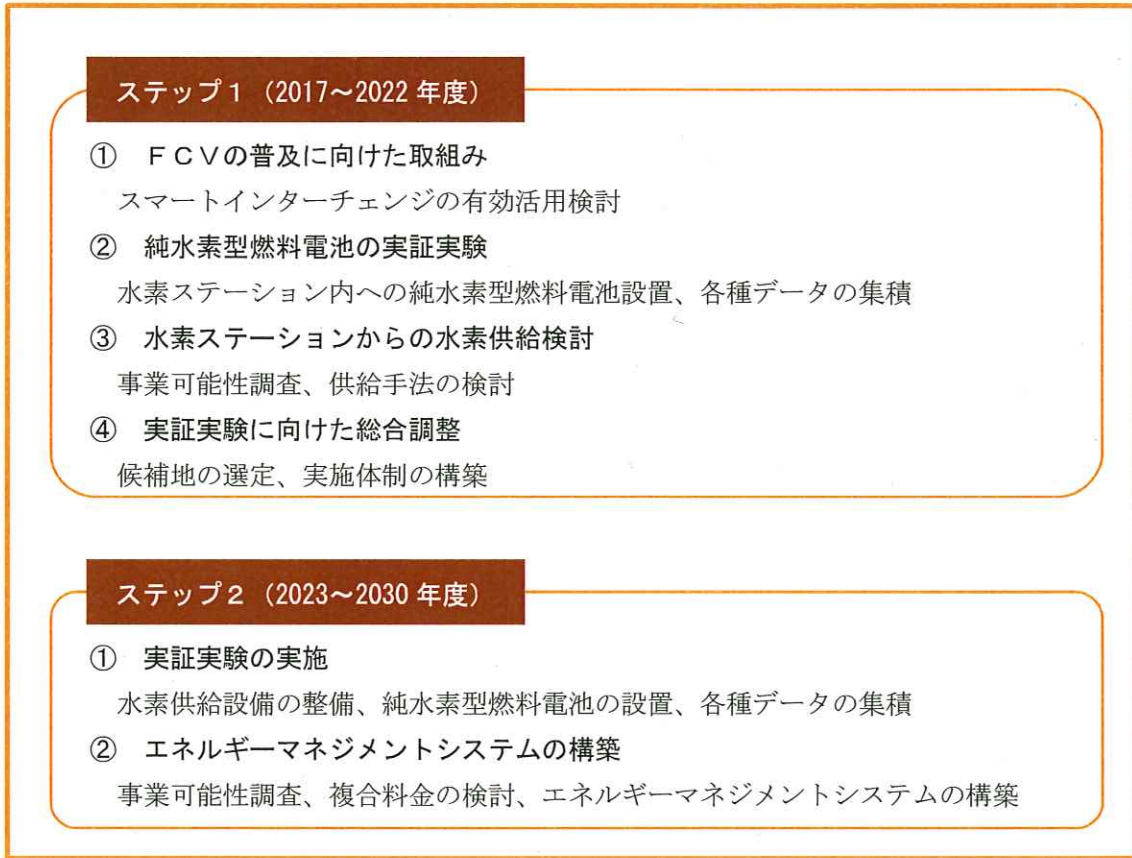 ステップ1（2017～2022 年度）
①　ＦＣＶの普及に向けた取組み
スマートインターチェンジの有効活用検討
②　純水素型燃料電池の実証実験
水素ステーション内への純水素型燃料電池設置、各種データの集積
③　水素ステーションからの水素供給検討
事業可能性調査、供給手法の検討
④　実証実験に向けた総合調整
候補地の選定、実施体制の構築
ステップ2（2023～2030 年度）
①　実証実験の実施
水素供給設備の整備、純水素型燃料電池の設置、各種データの集積
②　エネルギーマネジメントシステムの構築
事業可能性調査、複合料金の検討、エネルギーマネジメントシステムの構築